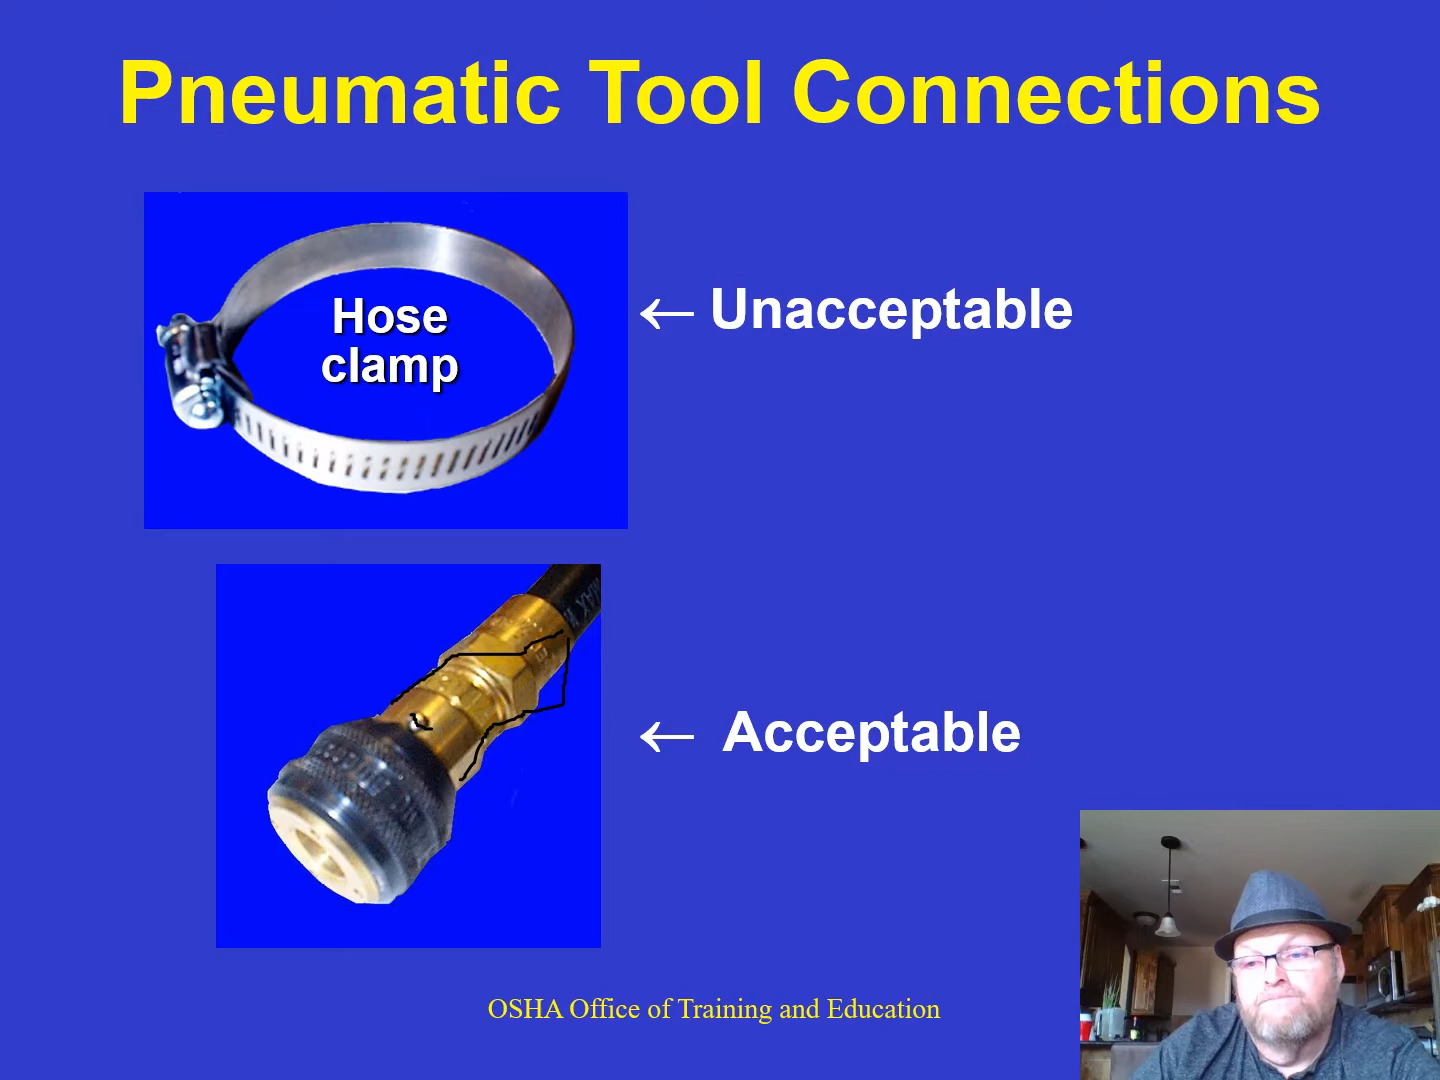 Pneumatic Tool Connections
Hose
clamp
← Unacceptable
← Acceptable
OSHA Office of Training and Education